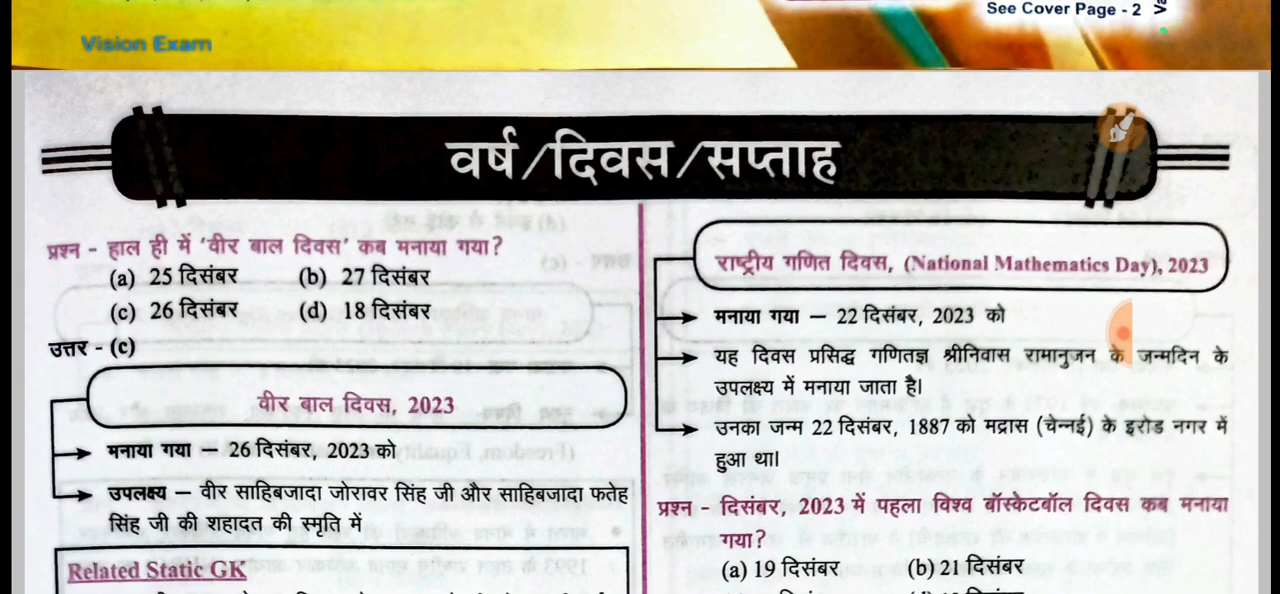 See Cover Page - 2
Vision Exam
वर्ष/दिवस/सप्ताह
प्रश्न - हाल ही में 'वीर बाल दिवस' कब मनाया गया?
(a) 25 दिसंबर (b) 27 दिसंबर
(c) 26 दिसंबर (d) 18 दिसंबर
उत्तर - (c)
वीर बाल दिवस, 2023
मनाया गया — 26 दिसंबर, 2023 को
उपलक्ष्य — वीर साहिबजादा जोरावर सिंह जी और साहिबजादा फतेह
सिंह जी की शहादत की स्मृति में
Related Static GK
राष्ट्रीय गणित दिवस, (National Mathematics Day), 2023
मनाया गया — 22 दिसंबर, 2023 को
यह दिवस प्रसिद्ध गणितज्ञ श्रीनिवास रामानुजन के जन्मदिन के
उपलक्ष्य में मनाया जाता है।
उनका जन्म 22 दिसंबर, 1887 को मद्रास (चेन्नई) के इरोड नगर में
हुआ था।
प्रश्न - दिसंबर, 2023 में पहला विश्व बॉस्केटबॉल दिवस कब मनाया
गया?
(a) 19 दिसंबर (b) 21 दिसंबर